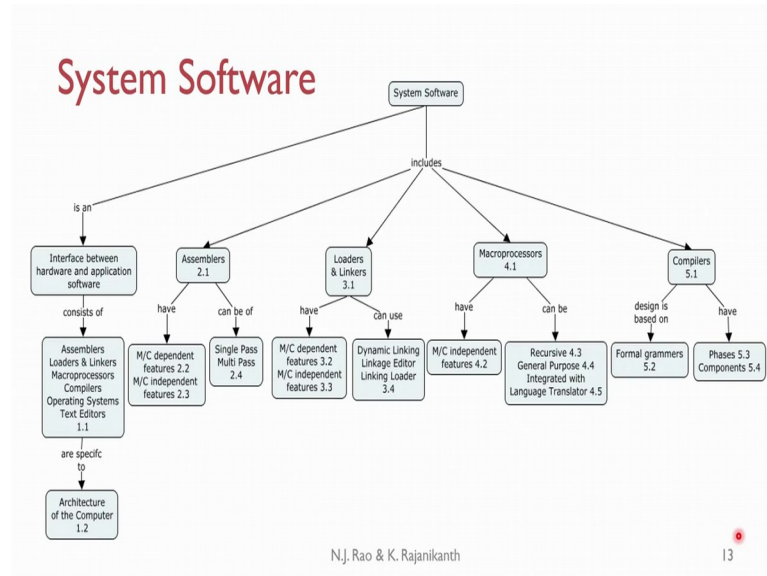 System Software
System Software
includes
is an
Interface between
hardware and application
software
consists of
Assemblers
Loaders & Linkers
Macroprocessors
Compilers
Operating Systems
Text Editors
1.1
are specifc
to
Architecture
of the Computer
1.2
Assemblers
2.1
have
can be of
M/C dependent
features 2.2
M/C independent
features 2.3
Single Pass
Multi Pass
2.4
Loaders
& Linkers
3.1
have
can use
M/C dependent
features 3.2
M/C independent
features 3.3
Dynamic Linking
Linkage Editor
Linking Loader
3.4
Macroprocessors
4.1
have
can be
M/C independent
features 4.2
Recursive 4.3
General Purpose 4.4
Integrated with
Language Translator 4.5
Compilers
5.1
design is
based on
have
Formal grammers
5.2
Phases 5.3
Components 5.4
N.J. Rao & K. Rajanikanth
13